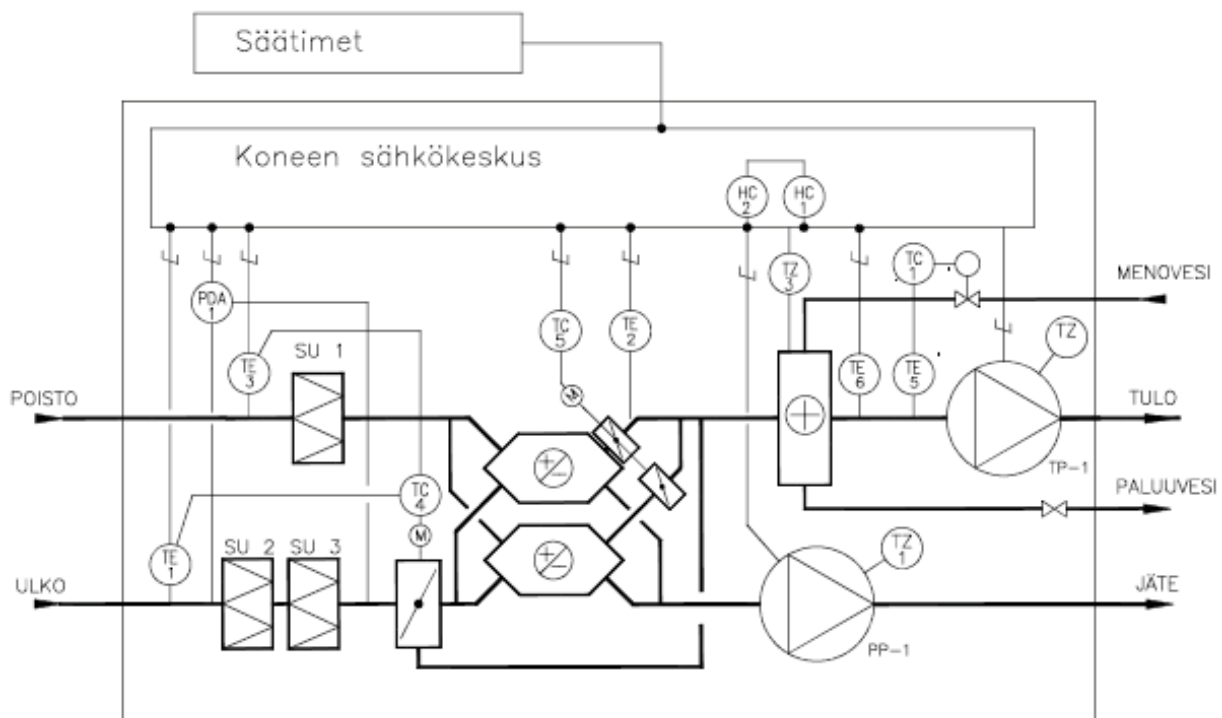 Säätimet
Koneen sähkökeskus
HC 2
HC 1
PDA 1
TE 3
SU 1
TC 5
TE 2
TZ 3
TC 1
MENOVESI
TE 6
TE 5
TZ
POISTO
TULO
TP-1
TC 4
M
M
PALUUVESI
TE 1
SU 2
SU 3
TZ 1
ULKO
JÄTE
PP-1